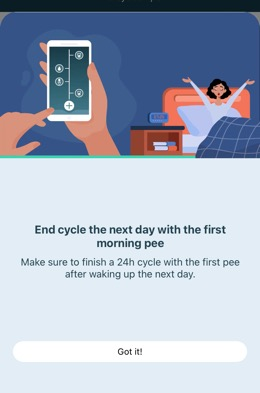 End cycle the next day with the first
morning pee
Make sure to finish a 24h cycle with the first pee
after waking up the next day.
Got it!